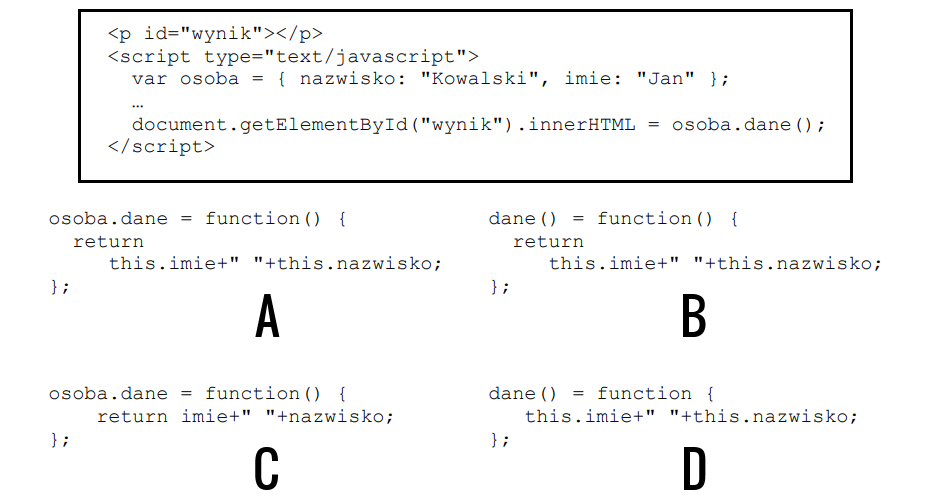 <p id="wynik"></p>
<script type="text/javascript">
  var osoba = { nazwisko: "Kowalski", imie: "Jan" };
  …
  document.getElementById("wynik").innerHTML = osoba.dane();
</script>
osoba.dane = function() {
  return
     this.imie+" "+this.nazwisko;
};
A
dane() = function() {
  return
     this.imie+" "+this.nazwisko;
};
B
osoba.dane = function() {
    return imie+" "+nazwisko;
};
C
dane() = function {
   this.imie+" "+this.nazwisko;
};
D